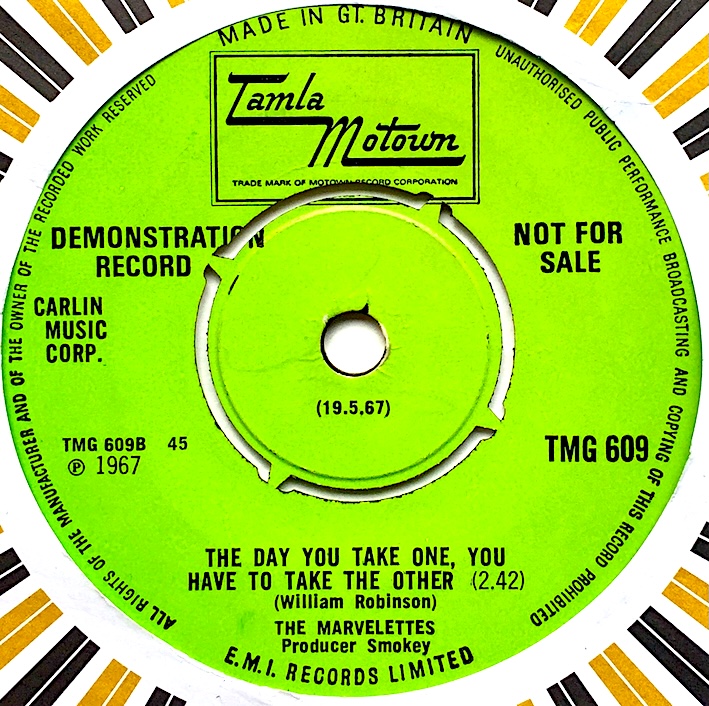 MADE IN GT. BRITAIN
UNAUTHORISED PUBLIC PERFORMANCE BROADCASTING AND COPYING OF THIS RECORD PROHIBITED
ALL RIGHTS OF THE MANUFACTURER AND OF THE OWNER OF THE RECORDED WORK RESERVED
Tamla
Motown
TRADE MARK OF MOTOWN RECORD CORPORATION
DEMONSTRATION
RECORD
NOT FOR
SALE
CARLIN
MUSIC
CORP.
(19.5.67)
TMG 609B 45
℗ 1967
TMG 609
THE DAY YOU TAKE ONE, YOU
HAVE TO TAKE THE OTHER (2.42)
(William Robinson)
THE MARVELETTES
Producer Smokey
E.M.I. RECORDS LIMITED